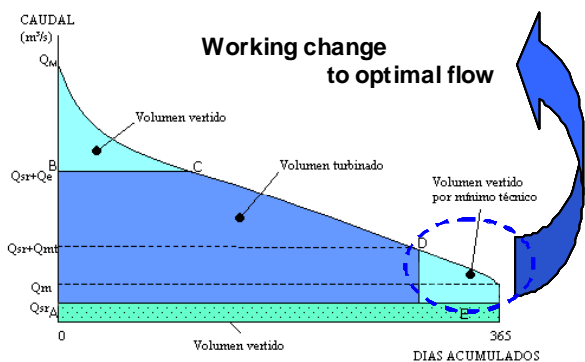 CAUDAL
(m³/s)
Working change
to optimal flow
QM
Volumen vertido
B
C
Volumen turbinado
Qsr+Qe
Volumen vertido
por mínimo técnico
D
Qsr+Qmt
Qm
Qsr
A
E
0
365
Volumen vertido
DIAS ACUMULADOS